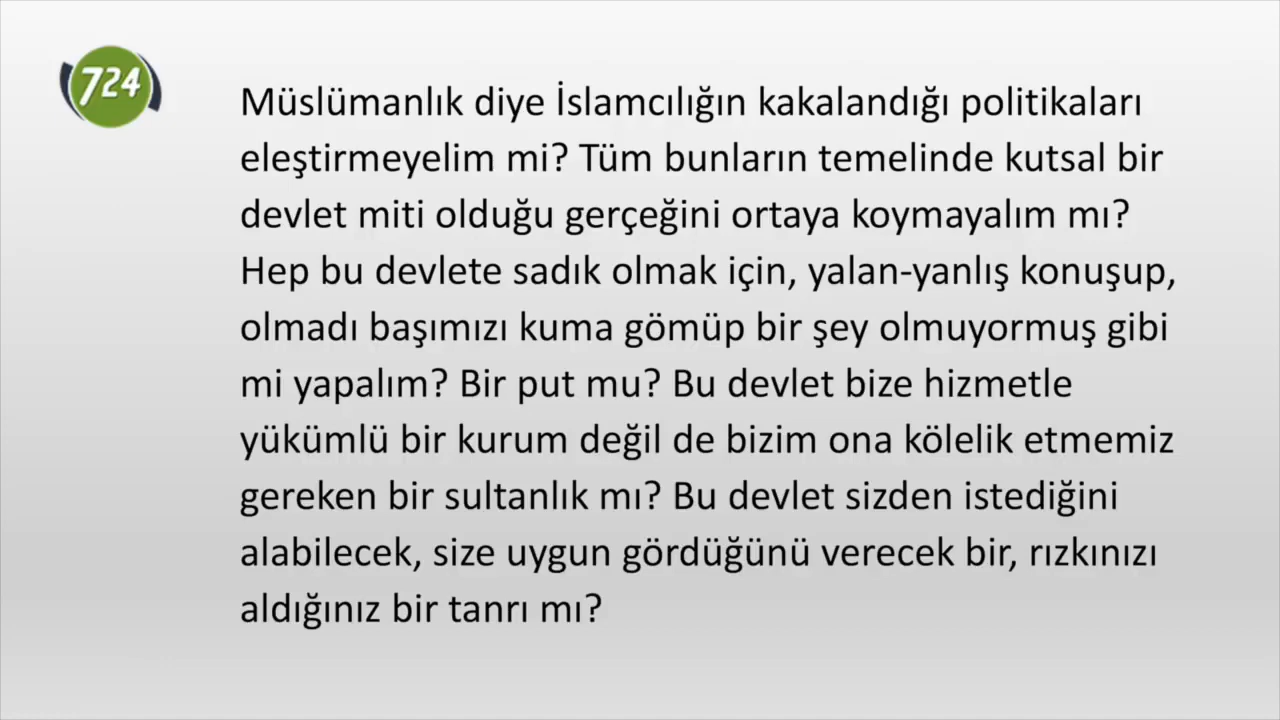 724
Müslümanlık diye İslamcılığın kakalandığı politikaları
eleştirmeyelim mi? Tüm bunların temelinde kutsal bir
devlet miti olduğu gerçeğini ortaya koymayalım mı?
Hep bu devlete sadık olmak için, yalan-yanlış konuşup,
olmadı başımızı kuma gömüp bir şey olmuyormuş gibi
mi yapalım? Bir put mu? Bu devlet bize hizmetle
yükümlü bir kurum değil de bizim ona kölelik etmemiz
gereken bir sultanlık mı? Bu devlet sizden istediğini
alabilecek, size uygun gördüğünü verecek bir, rızkınızı
aldığınız bir tanrı mı?